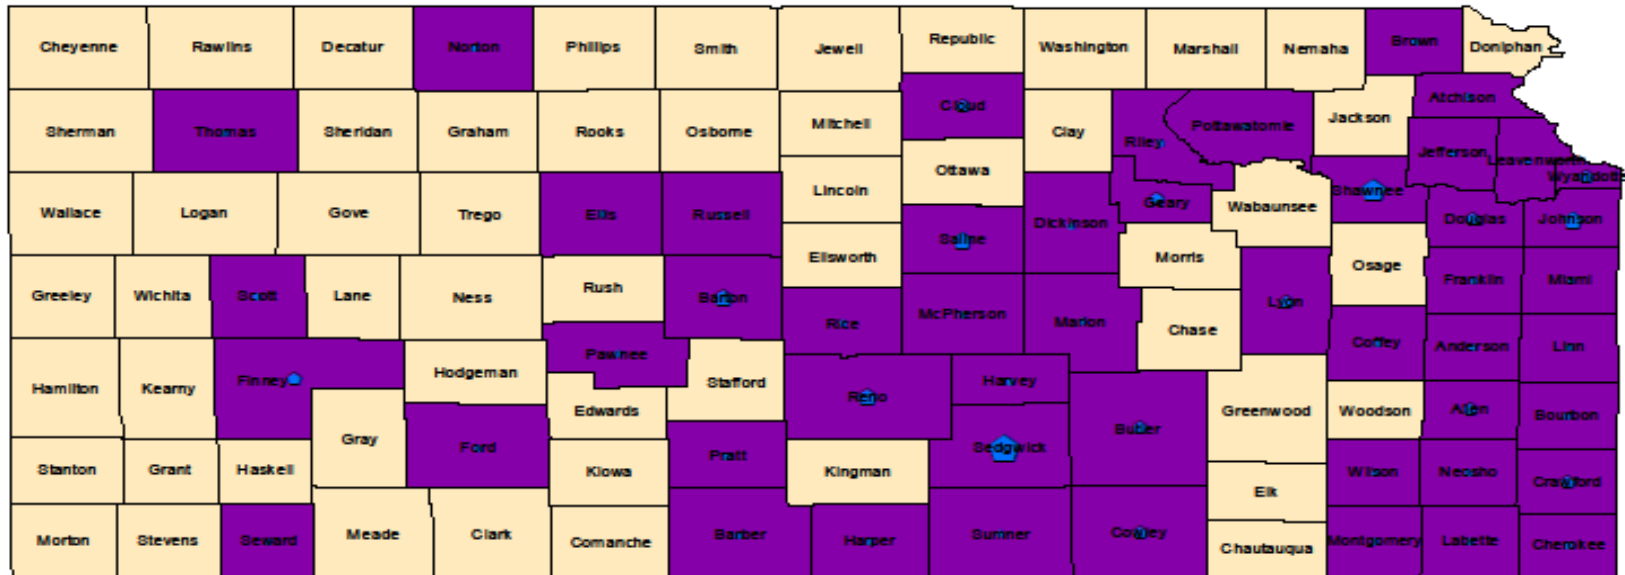 Cheyenne
Rawlins
Decatur
Norton
Phillips
Smith
Jewell
Republic
Washington
Marshall
Nemaha
Brown
Doniphan
Sherman
Thomas
Sheridan
Graham
Rooks
Osborne
Mitchell
Cloud
Clay
Riley
Pottawatomie
Jackson
Atchison
Jefferson
Leavenworth
Wyandotte
Wallace
Logan
Gove
Trego
Ellis
Russell
Lincoln
Ottawa
Dickinson
Geary
Wabaunsee
Shawnee
Douglas
Johnson
Ellsworth
Saline
Morris
Osage
Franklin
Miami
Greeley
Wichita
Scott
Lane
Ness
Rush
Barton
Rice
McPherson
Marion
Chase
Lyon
Coffey
Anderson
Linn
Hamilton
Kearny
Finney
Hodgeman
Pawnee
Stafford
Edwards
Reno
Harvey
Sedgwick
Butler
Greenwood
Woodson
Allen
Bourbon
Stanton
Grant
Haskell
Gray
Ford
Kiowa
Pratt
Kingman
Elk
Wilson
Neosho
Crawford
Morton
Stevens
Seward
Meade
Clark
Comanche
Barber
Harper
Sumner
Cowley
Chautauqua
Montgomery
Labette
Cherokee